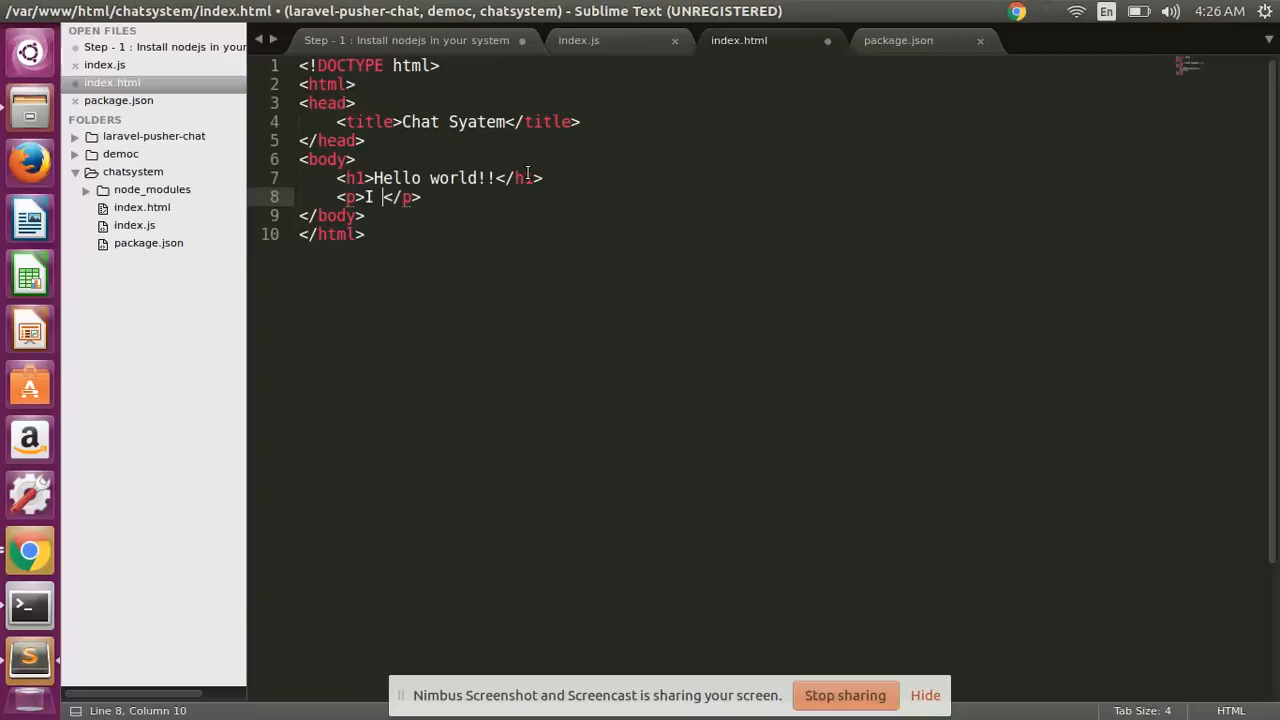 /var/www/html/chatsystem/index.html • (laravel-pusher-chat, democ, chatsystem) - Sublime Text (UNREGISTERED)
En
4:26 AM
OPEN FILES
Step - 1 : Install nodejs in your
index.js
index.html
package.json
FOLDERS
laravel-pusher-chat
democ
chatsystem
node_modules
index.html
index.js
package.json
Step - 1 : Install nodejs in your system
index.js
index.html
package.json
1 <!DOCTYPE html>
2 <html>
3 <head>
4 <title>Chat Syatem</title>
5 </head>
6 <body>
7 <h1>Hello world!!</h1>
8 <p>I </p>
9 </body>
10 </html>
Nimbus Screenshot and Screencast is sharing your screen.
Stop sharing
Hide
Line 8, Column 10
Tab Size: 4
HTML